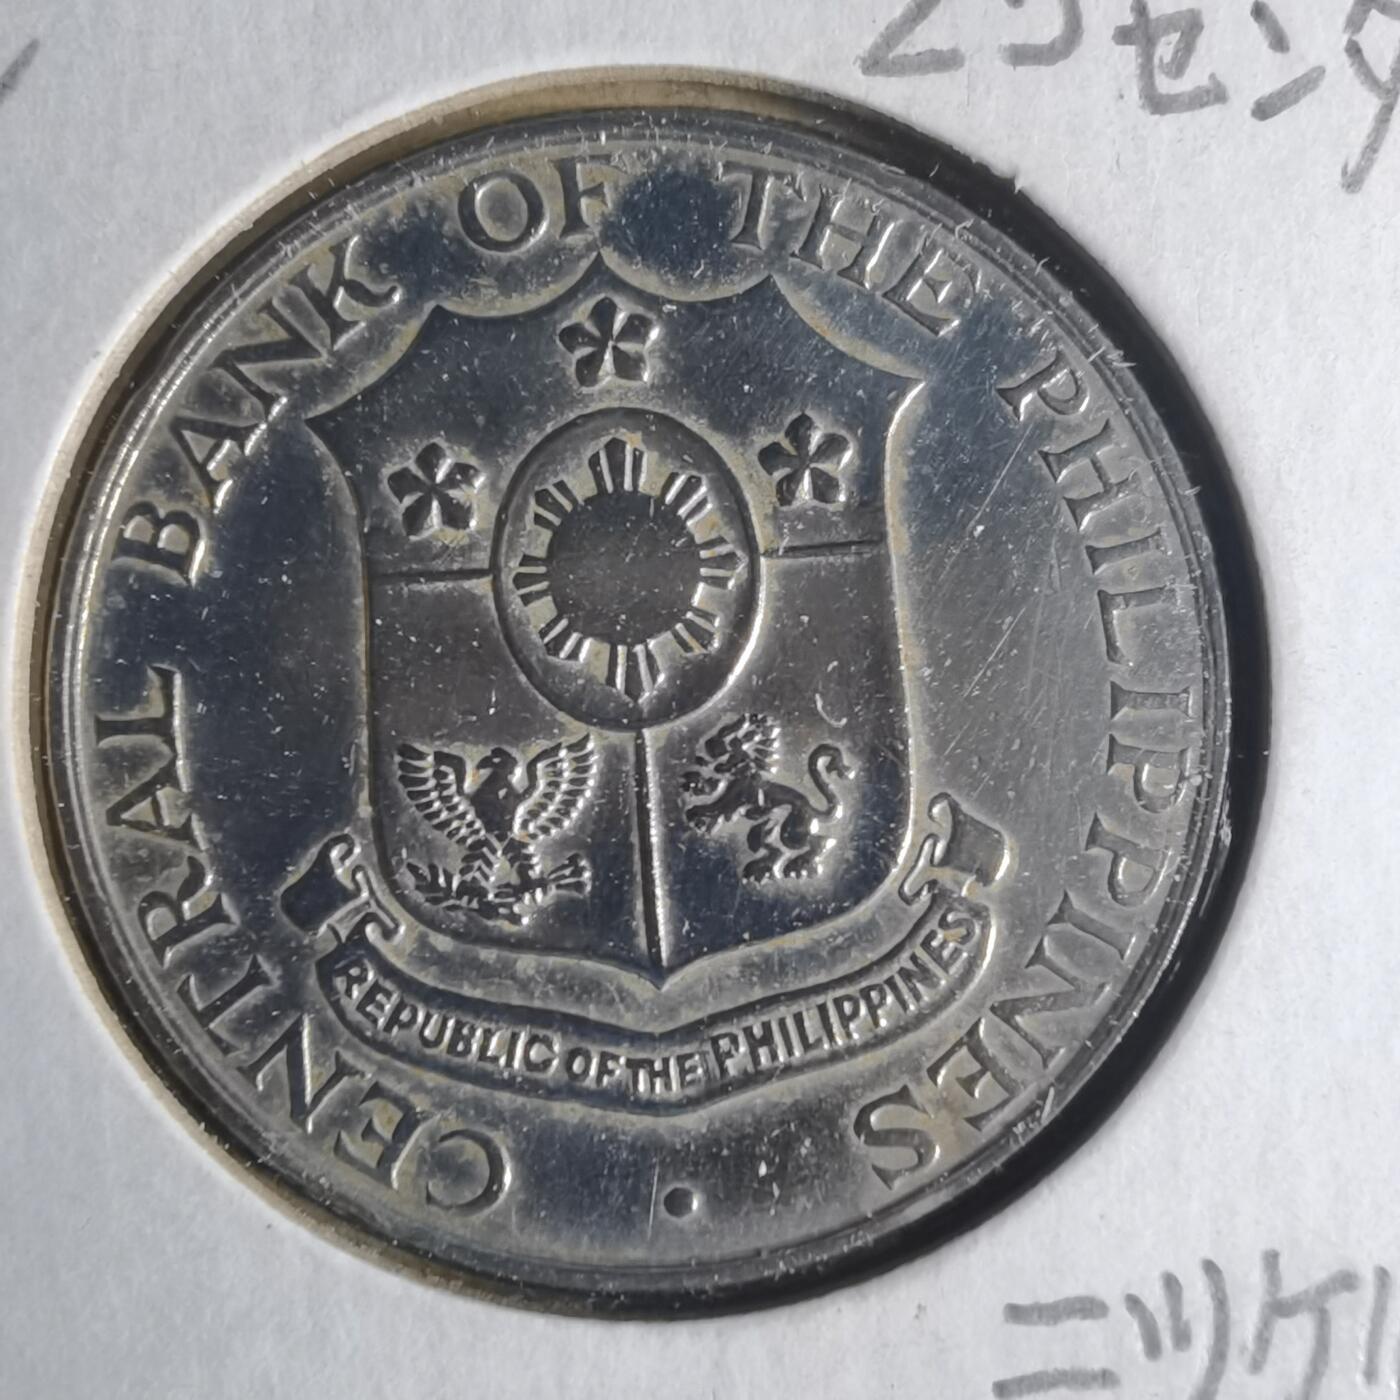 25センタ
CENTRAL BANK OF THE PHILIPPINES
REPUBLIC OF THE PHILIPPINES
ニッケル